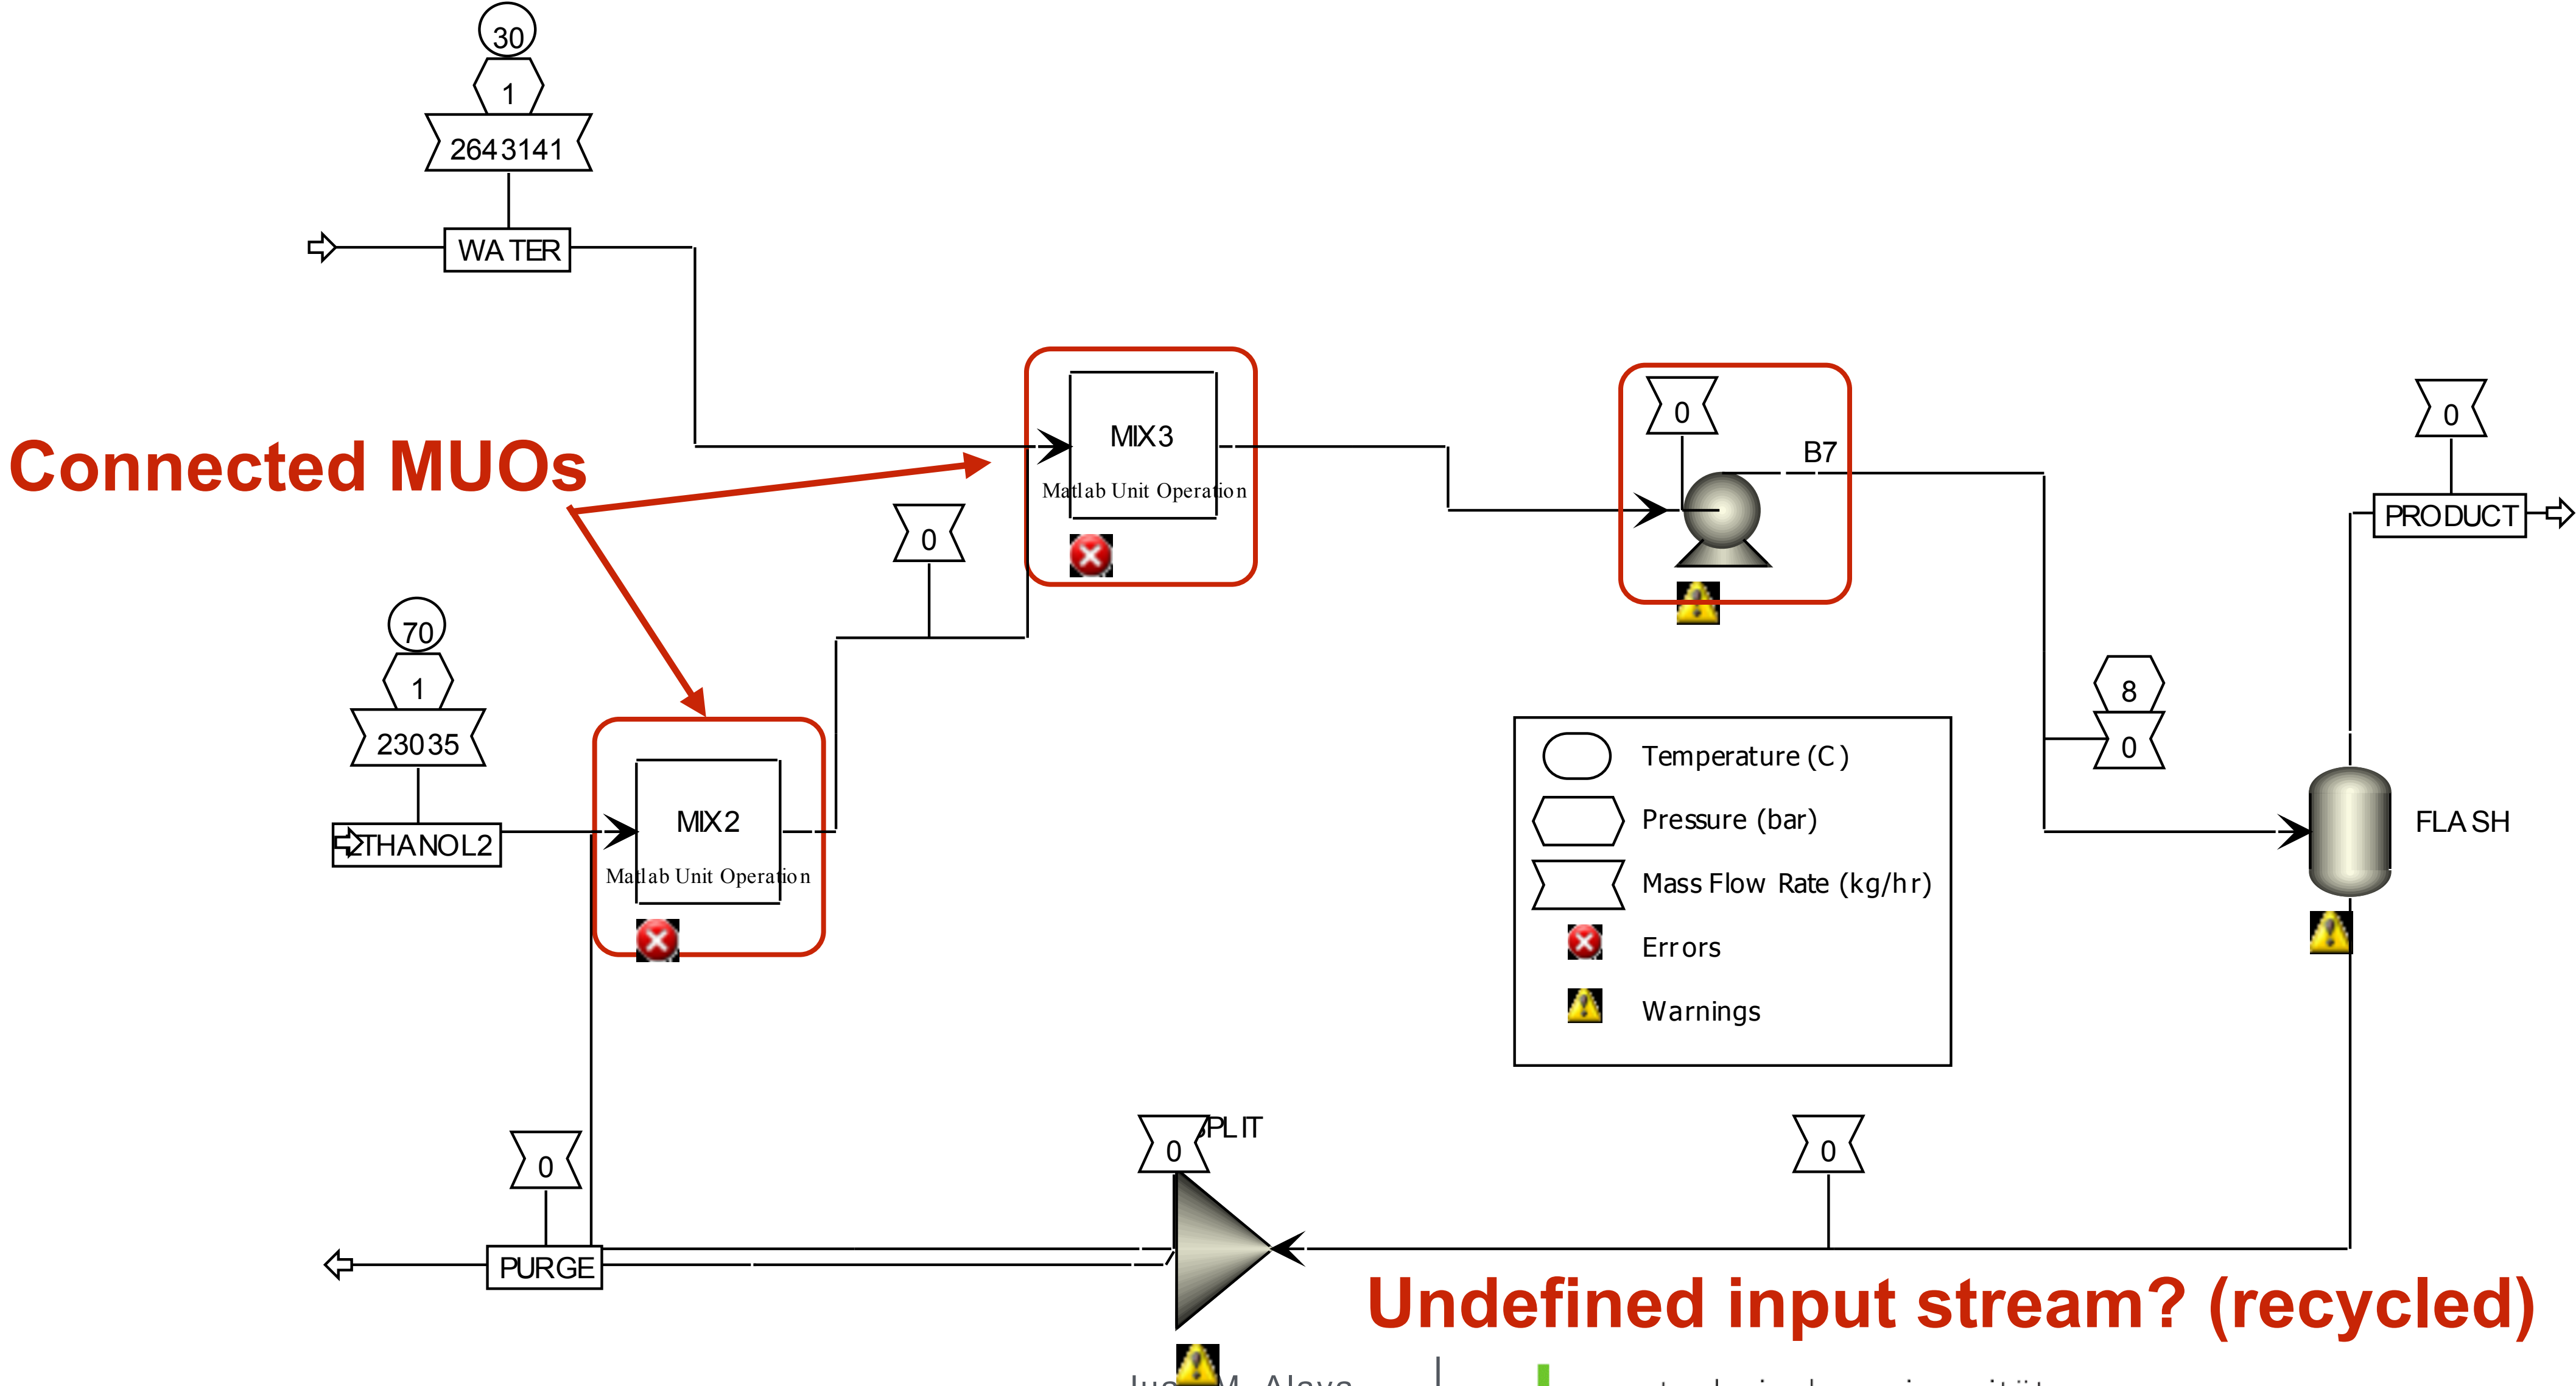 30
1
2643141
WATER
Connected MUOs
MIX3
Matlab Unit Operation
0
B7
0
PRODUCT
0
70
1
23035
THANOL2
MIX2
Matlab Unit Operation
8
0
FLASH
Temperature (C)
Pressure (bar)
Mass Flow Rate (kg/hr)
Errors
Warnings
0
PURGE
0
PLIT
0
Undefined input stream? (recycled)